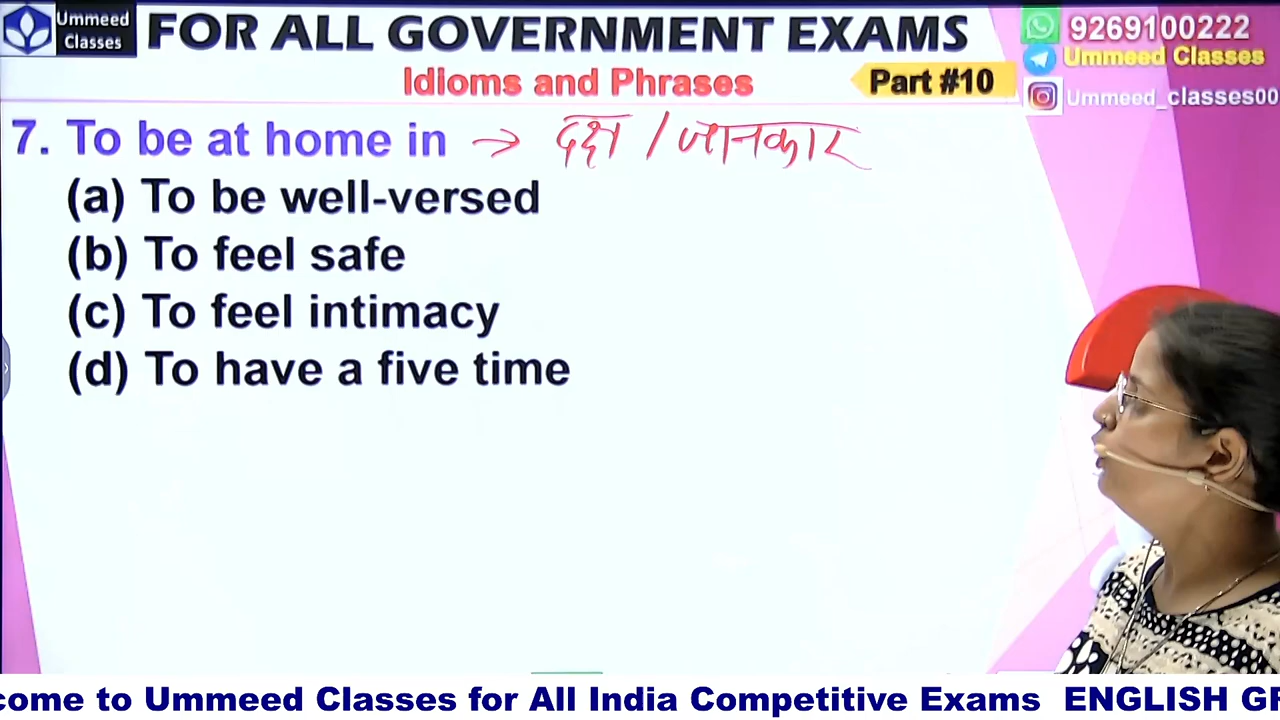 Ummeed
Classes
FOR ALL GOVERNMENT EXAMS
Idioms and Phrases
Part #10
9269100222
Ummeed Classes
Ummeed_classes00
7. To be at home in → दक्ष / जानकार
(a) To be well-versed
(b) To feel safe
(c) To feel intimacy
(d) To have a five time
come to Ummeed Classes for All India Competitive Exams ENGLISH